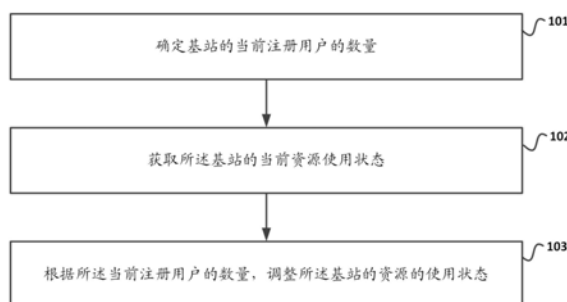 确定基站的当前注册用户的数量
101
获取所述基站的当前资源使用状态
102
根据所述当前注册用户的数量，调整所述基站的资源的使用状态
103